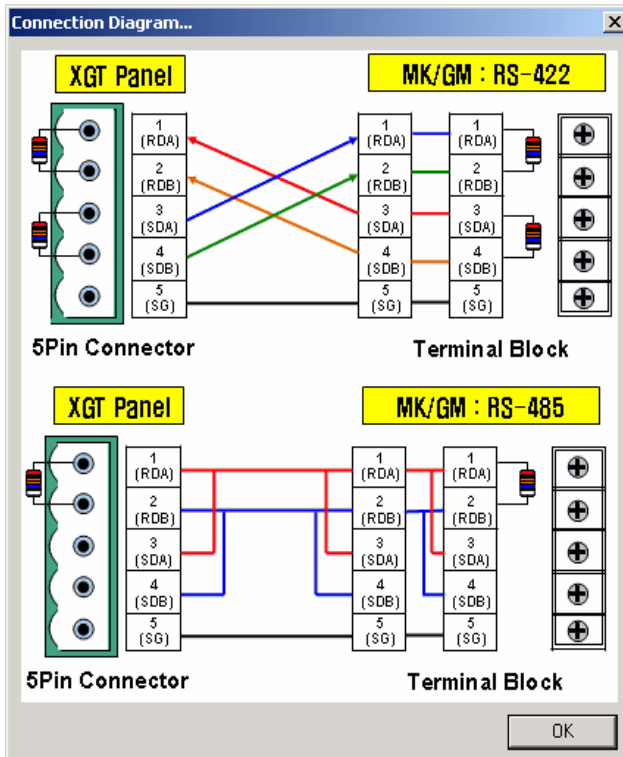 Connection Diagram...
XGT Panel
MK/GM : RS-422
1
(RDA)
2
(RDB)
3
(SDA)
4
(SDB)
5
(SG)
1
(RDA)
2
(RDB)
3
(SDA)
4
(SDB)
5
(SG)
1
(RDA)
2
(RDB)
3
(SDA)
4
(SDB)
5
(SG)
5Pin Connector
Terminal Block
XGT Panel
MK/GM : RS-485
1
(RDA)
2
(RDB)
3
(SDA)
4
(SDB)
5
(SG)
1
(RDA)
2
(RDB)
3
(SDA)
4
(SDB)
5
(SG)
1
(RDA)
2
(RDB)
3
(SDA)
4
(SDB)
5
(SG)
5Pin Connector
Terminal Block
OK